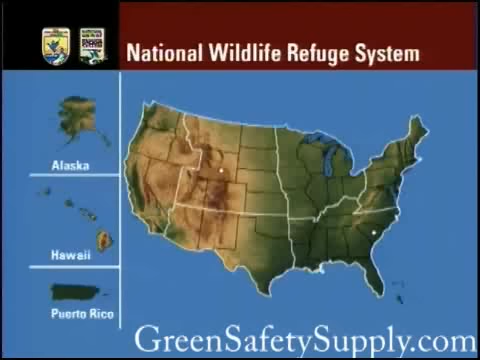 National Wildlife Refuge System
Alaska
Hawaii
Puerto Rico
GreenSafetySupply.com